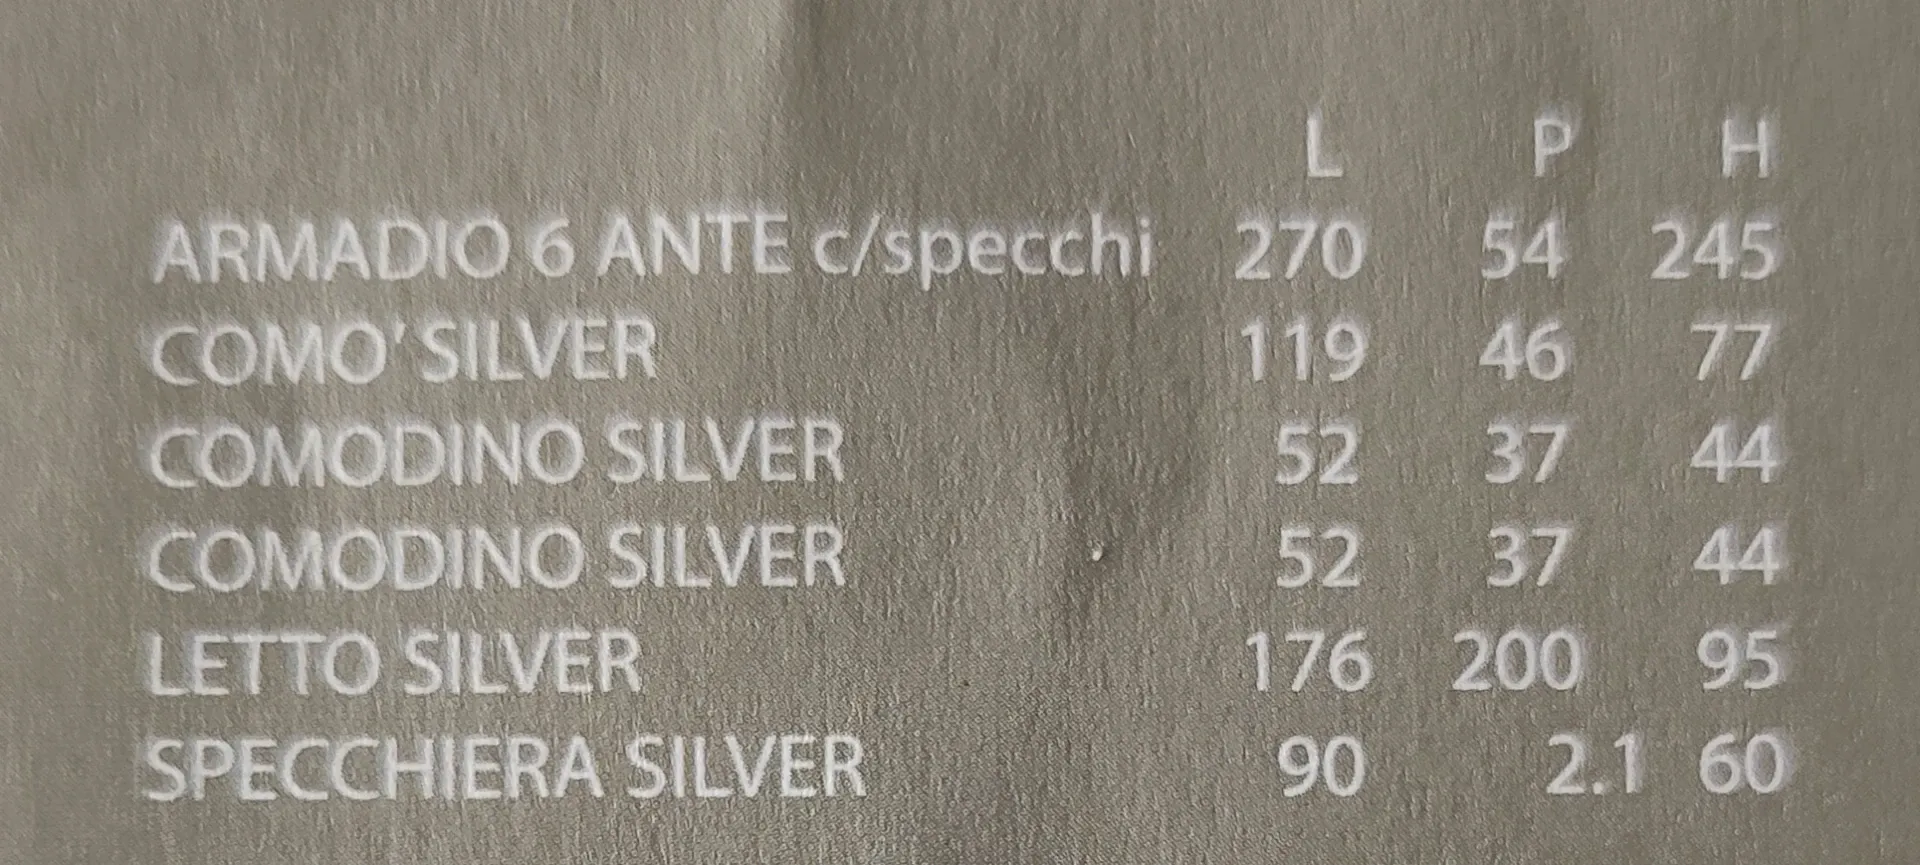 L P H
ARMADIO 6 ANTE c/specchi 270 54 245
COMO' SILVER 119 46 77
COMODINO SILVER 52 37 44
COMODINO SILVER 52 37 44
LETTO SILVER 176 200 95
SPECCHIERA SILVER 90 2.1 60